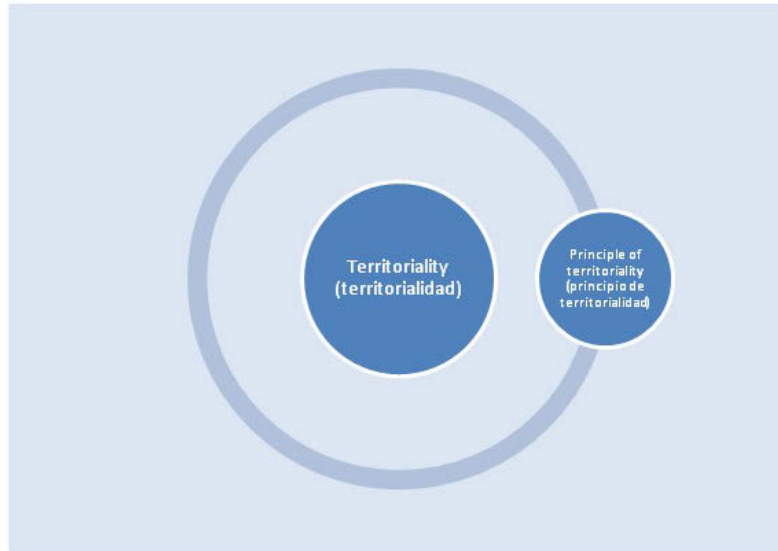 Territoriality
(territorialidad)
Principle of
territoriality
(principio de
territorialidad)